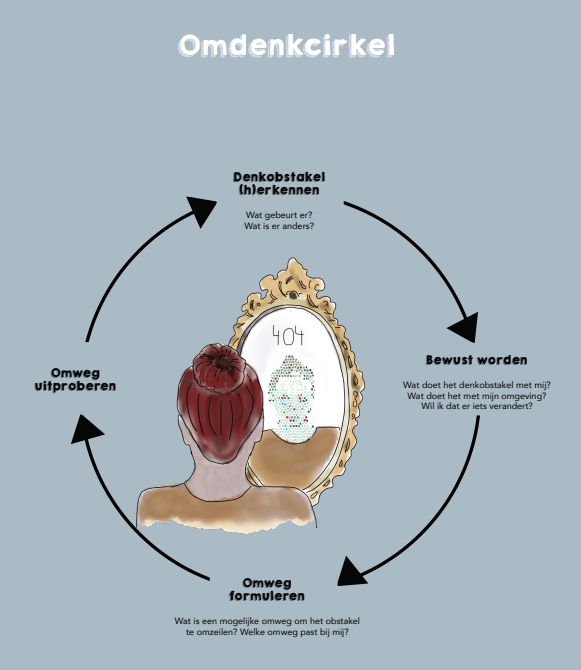 Omdenkcirkel
Denkobstakel
(h)erkennen
Wat gebeurt er?
Wat is er anders?
404
Bewust worden
Wat doet het denkobstakel met mij?
Wat doet het met mijn omgeving?
Wil ik dat er iets verandert?
Omweg
uitproberen
Omweg
formuleren
Wat is een mogelijke omweg om het obstakel
te omzeilen? Welke omweg past bij mij?